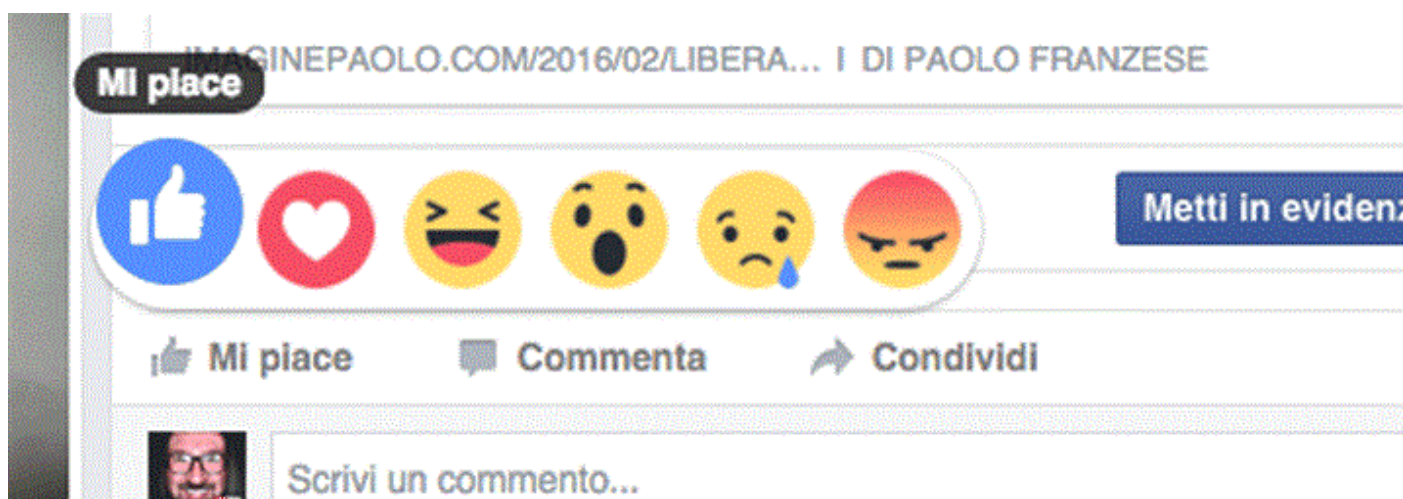 IMAGINEPAOLO.COM/2016/02/LIBERA... | DI PAOLO FRANZESE
Mi piace
Metti in evidenz
Mi piace Commenta Condividi
Scrivi un commento...